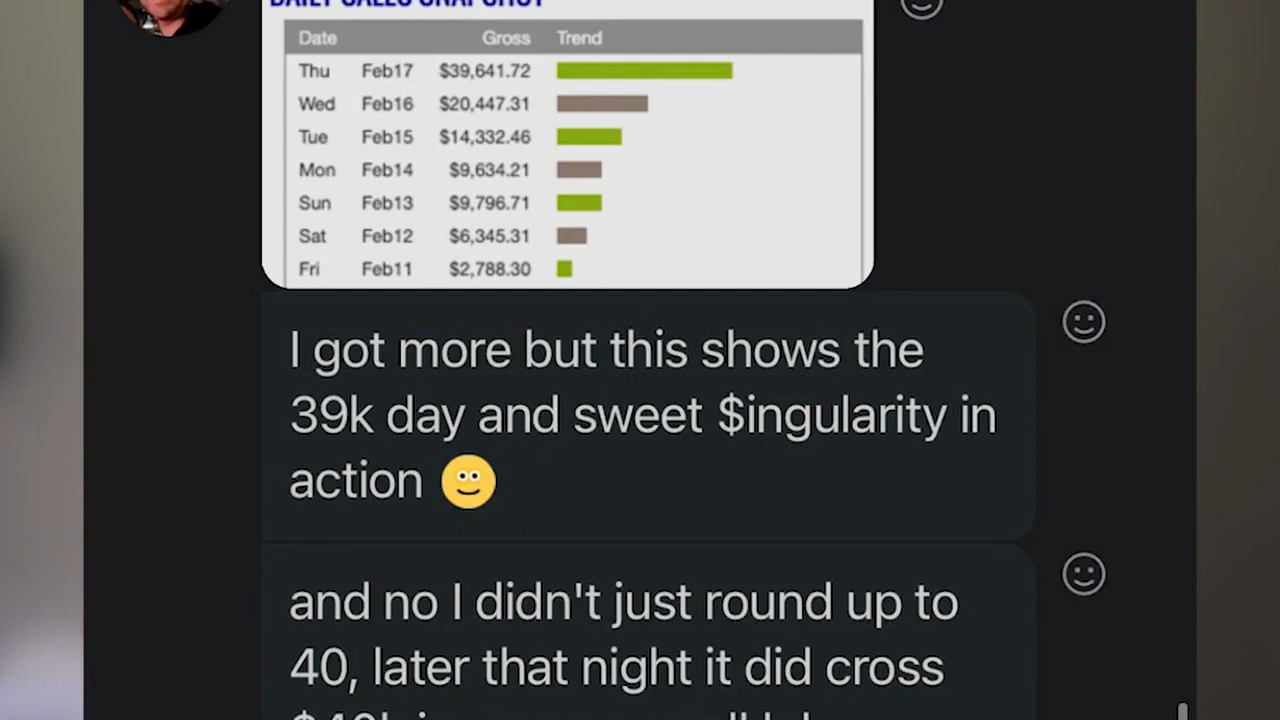 DAILY SALES SNAPSHOT
Date Gross Trend
Thu Feb17 $39,641.72
Wed Feb16 $20,447.31
Tue Feb15 $14,332.46
Mon Feb14 $9,634.21
Sun Feb13 $9,796.71
Sat Feb12 $6,345.31
Fri Feb11 $2,788.30
I got more but this shows the
39k day and sweet $ingularity in
action 🙂
and no I didn't just round up to
40, later that night it did cross